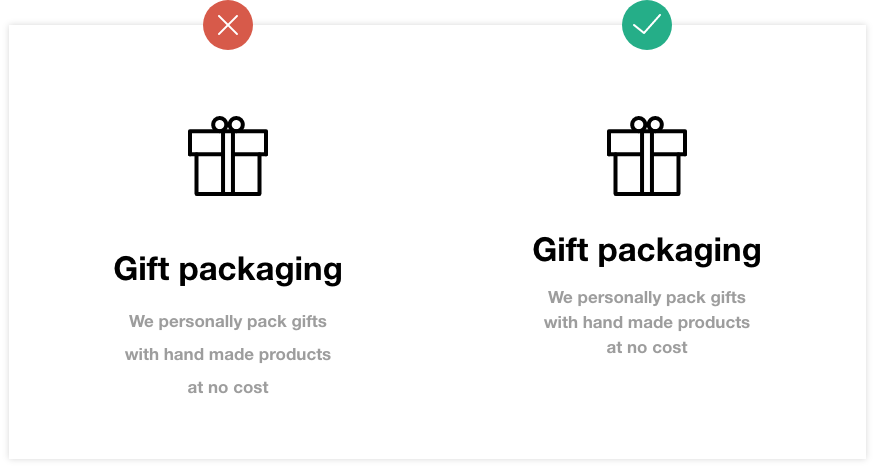 Gift packaging
We personally pack gifts
with hand made products
at no cost
Gift packaging
We personally pack gifts
with hand made products
at no cost